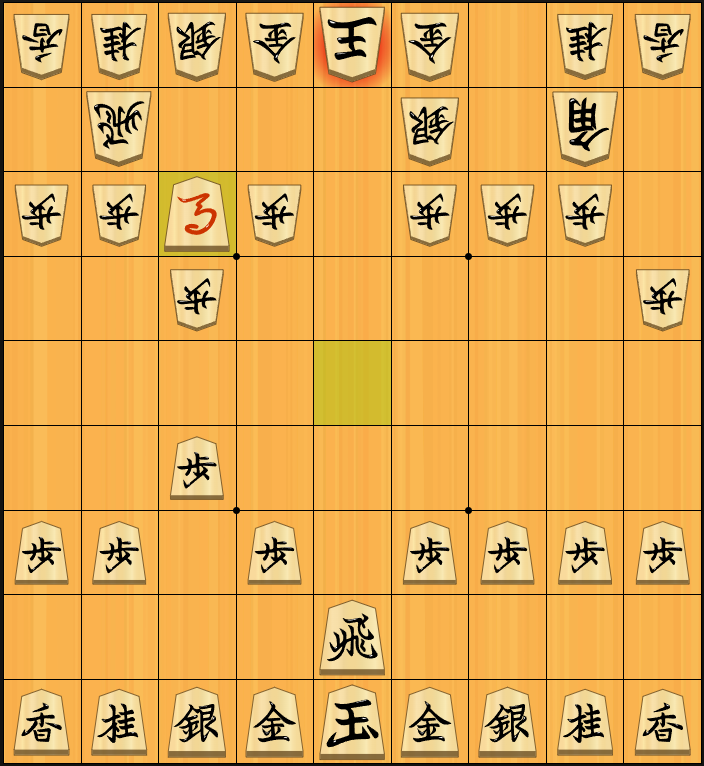 香 桂 銀 金 王 金 桂 香
飛 銀 角
歩 歩 馬 歩 歩 歩 歩
歩 歩
歩
歩 歩 歩 歩 歩 歩 歩
飛
香 桂 銀 金 玉 金 銀 桂 香